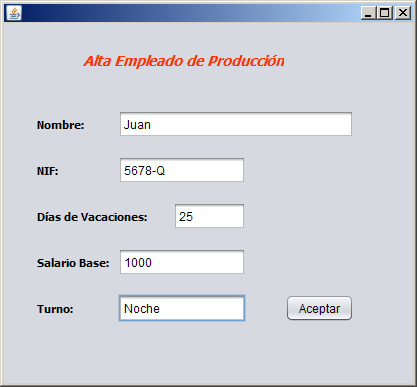 Alta Empleado de Producción
Nombre: Juan
NIF: 5678-Q
Días de Vacaciones: 25
Salario Base: 1000
Turno: Noche Aceptar